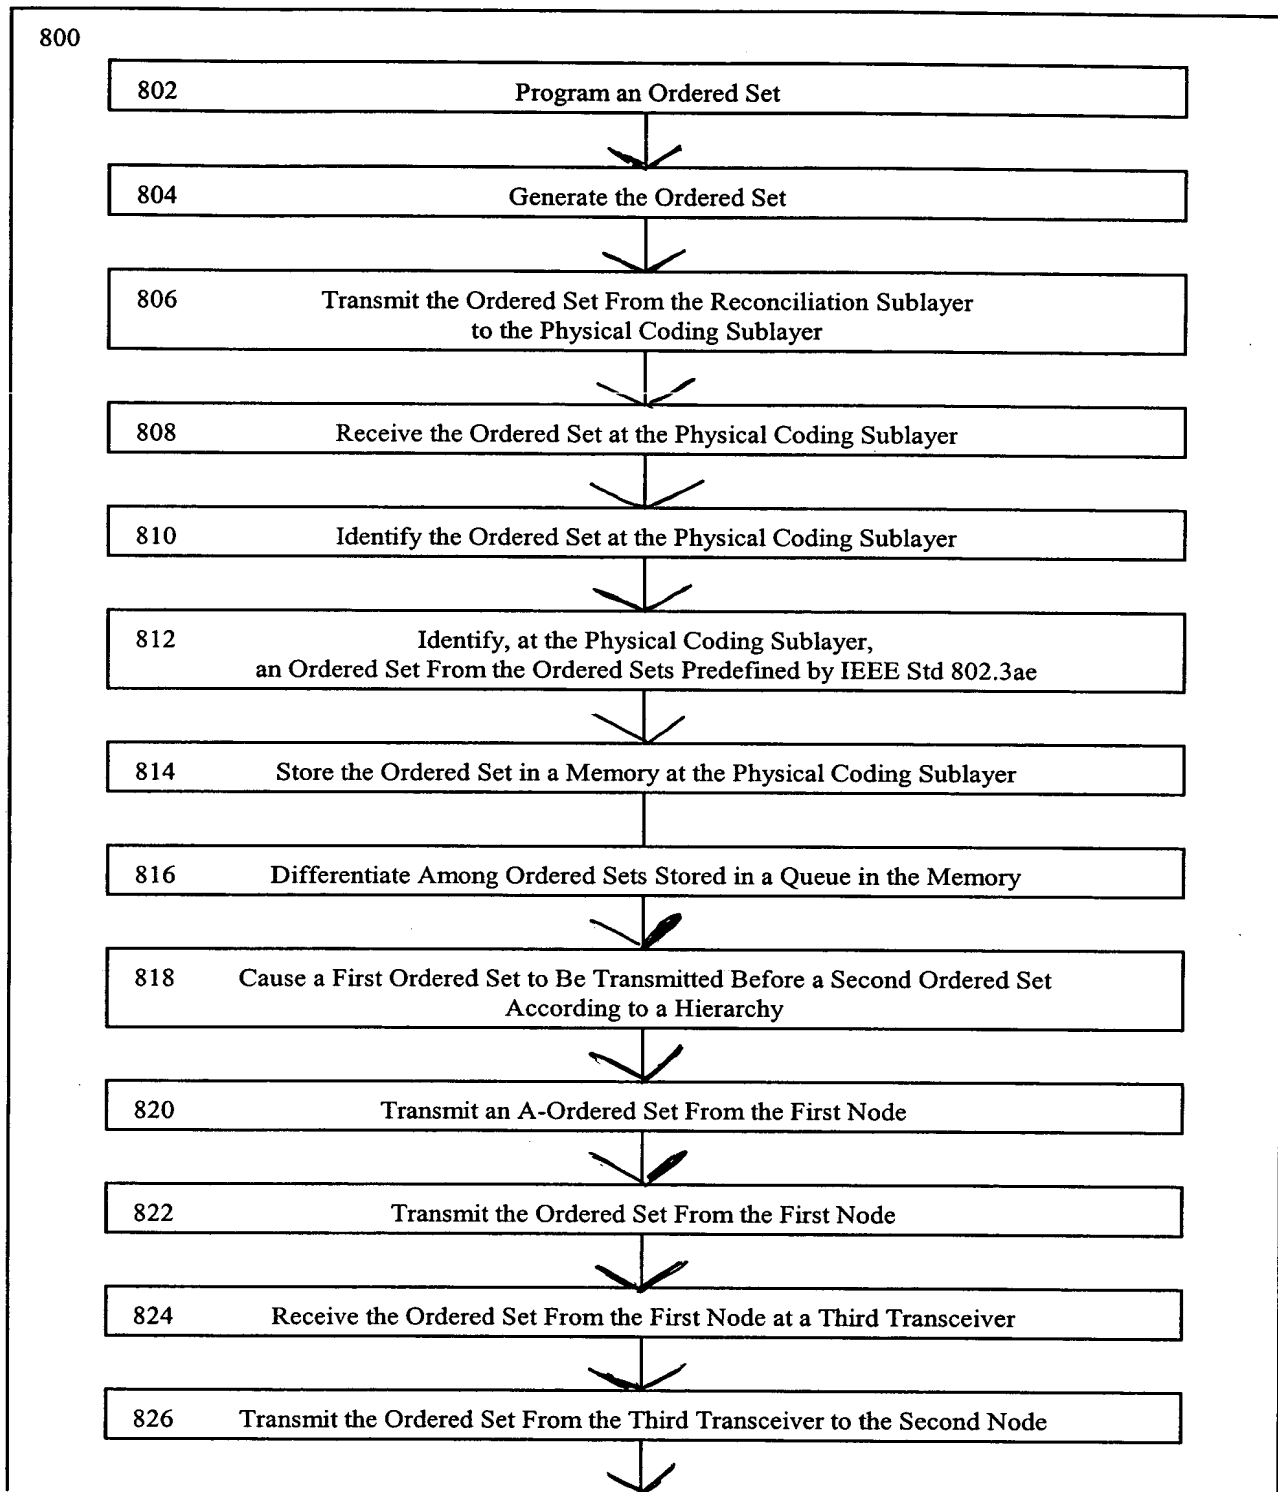 800
802 Program an Ordered Set
804 Generate the Ordered Set
806 Transmit the Ordered Set From the Reconciliation Sublayer
to the Physical Coding Sublayer
808 Receive the Ordered Set at the Physical Coding Sublayer
810 Identify the Ordered Set at the Physical Coding Sublayer
812 Identify, at the Physical Coding Sublayer,
an Ordered Set From the Ordered Sets Predefined by IEEE Std 802.3ae
814 Store the Ordered Set in a Memory at the Physical Coding Sublayer
816 Differentiate Among Ordered Sets Stored in a Queue in the Memory
818 Cause a First Ordered Set to Be Transmitted Before a Second Ordered Set
According to a Hierarchy
820 Transmit an A-Ordered Set From the First Node
822 Transmit the Ordered Set From the First Node
824 Receive the Ordered Set From the First Node at a Third Transceiver
826 Transmit the Ordered Set From the Third Transceiver to the Second Node